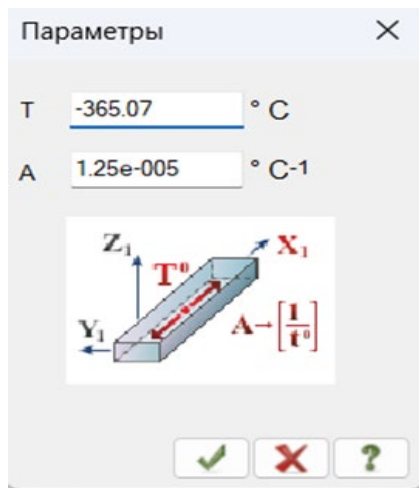 Параметры
T -365.07 ° C
A 1.25e-005 ° C-1
Z₁
T⁰ X₁
Y₁ A→[1/t⁰]
?